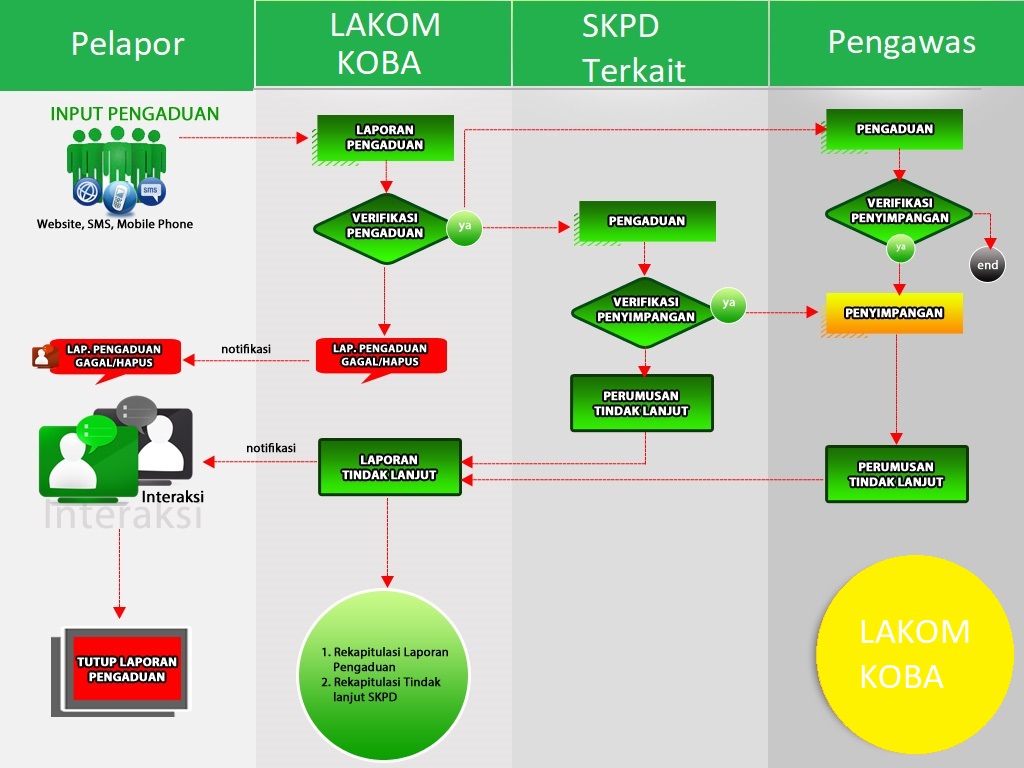 Pelapor
LAKOM
KOBA
SKPD
Terkait
Pengawas
INPUT PENGADUAN
sms
Website, SMS, Mobile Phone
LAPORAN
PENGADUAN
VERIFIKASI
PENGADUAN
ya
PENGADUAN
VERIFIKASI
PENYIMPANGAN
ya
PENGADUAN
VERIFIKASI
PENYIMPANGAN
ya
end
PENYIMPANGAN
LAP. PENGADUAN
GAGAL/HAPUS
notifikasi
LAP. PENGADUAN
GAGAL/HAPUS
PERUMUSAN
TINDAK LANJUT
notifikasi
LAPORAN
TINDAK LANJUT
PERUMUSAN
TINDAK LANJUT
Interaksi
Interaksi
TUTUP LAPORAN
PENGADUAN
1. Rekapitulasi Laporan
Pengaduan
2. Rekapitulasi Tindak
lanjut SKPD
LAKOM
KOBA